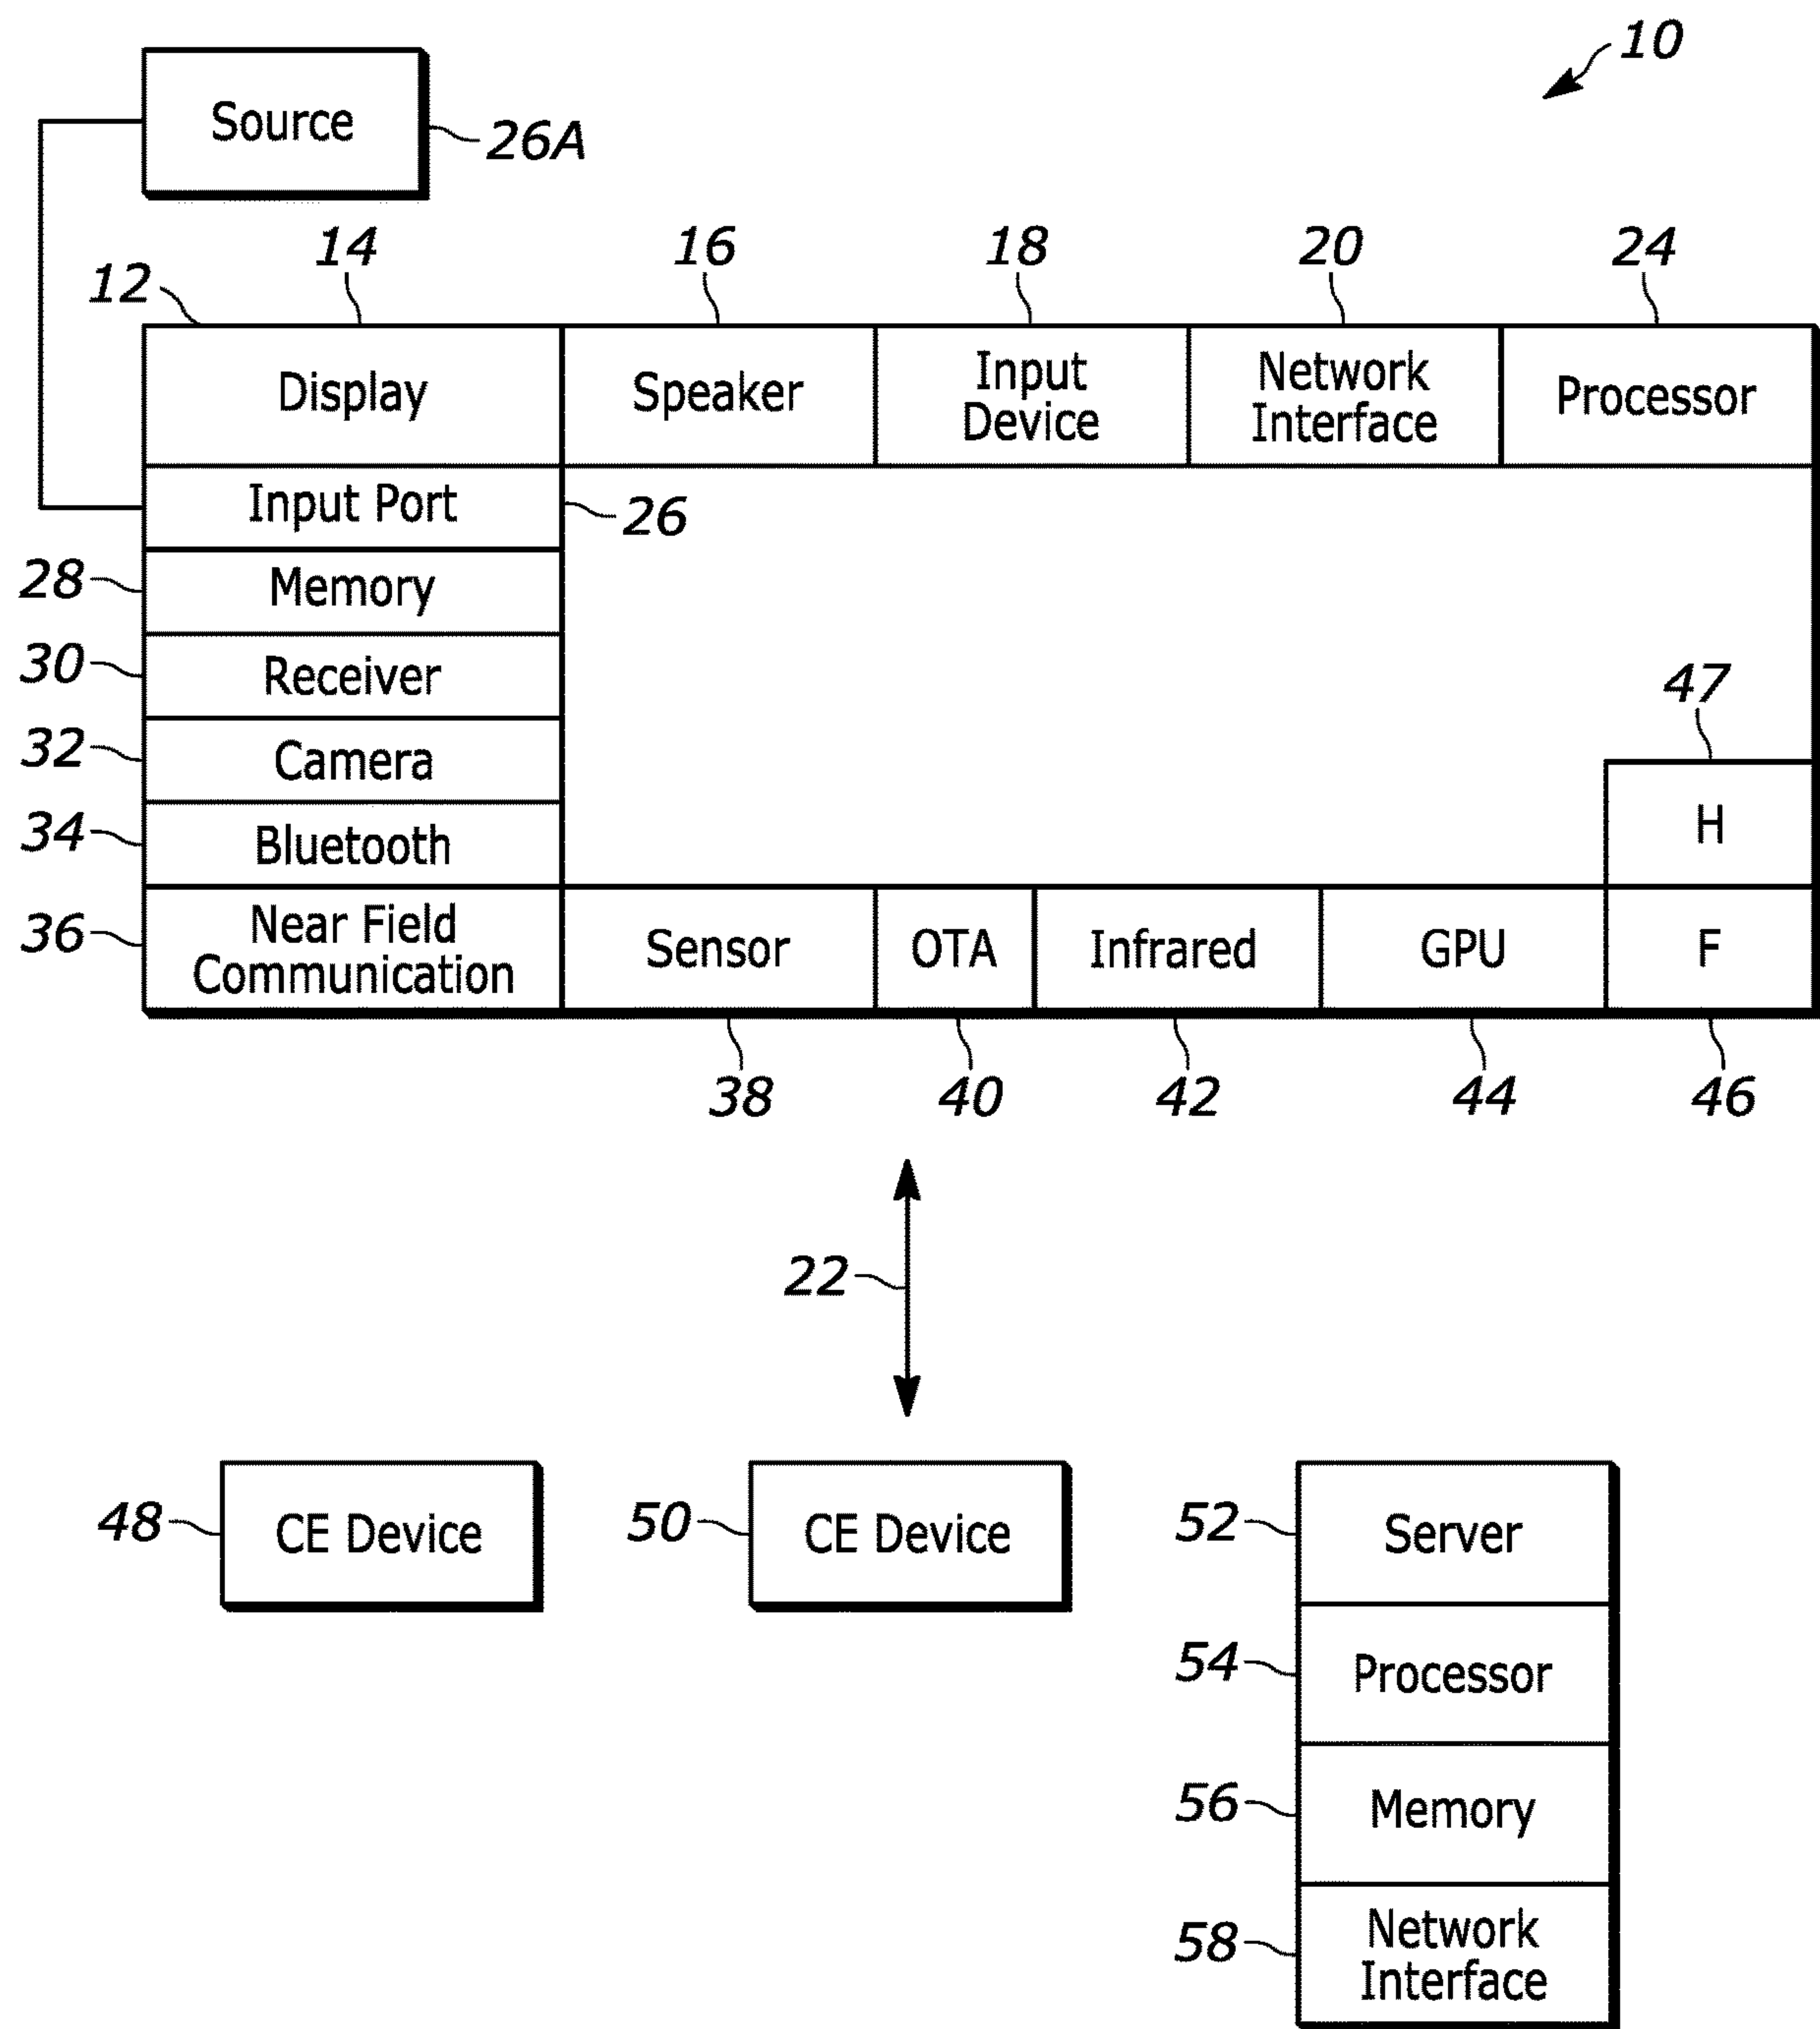 10
Source
26A
12
14
16
18
20
24
Display
Speaker
Input
Device
Network
Interface
Processor
Input Port
26
28
Memory
30
Receiver
32
Camera
47
34
Bluetooth
H
36
Near Field
Communication
Sensor
OTA
Infrared
GPU
F
38
40
42
44
46
22
48
CE Device
50
CE Device
52
Server
54
Processor
56
Memory
58
Network
Interface